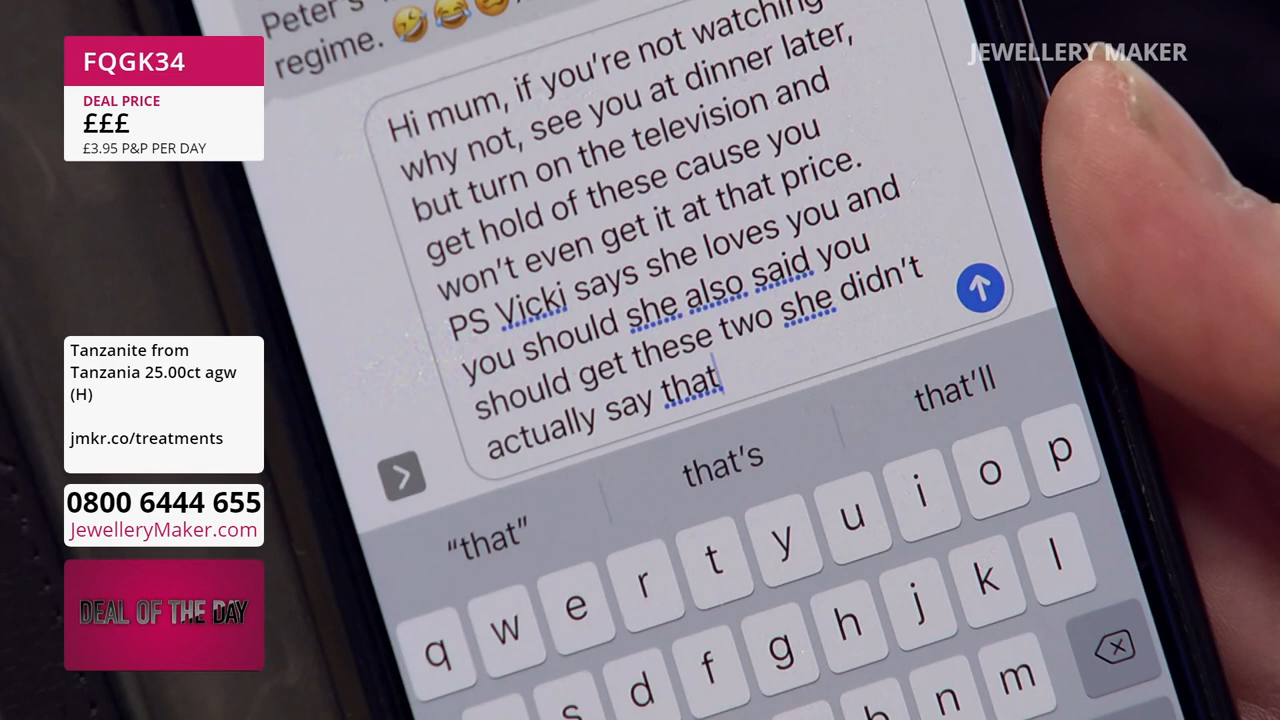 FQGK34
DEAL PRICE
£££
£3.95 P&P PER DAY
Tanzanite from
Tanzania 25.00ct agw
(H)
jmkr.co/treatments
0800 6444 655
JewelleryMaker.com
DEAL OF THE DAY
JEWELLERY MAKER
Peter's
regime. 🤣😂
Hi mum, if you're not watching
why not, see you at dinner later,
but turn on the television and
get hold of these cause you
won't even get it at that price.
PS Vicki says she loves you and
you should she also said you
should get these two she didn't
actually say that
"that"
that's
that'll
q w e r t y u i o p
s d f g h j k l
b n m